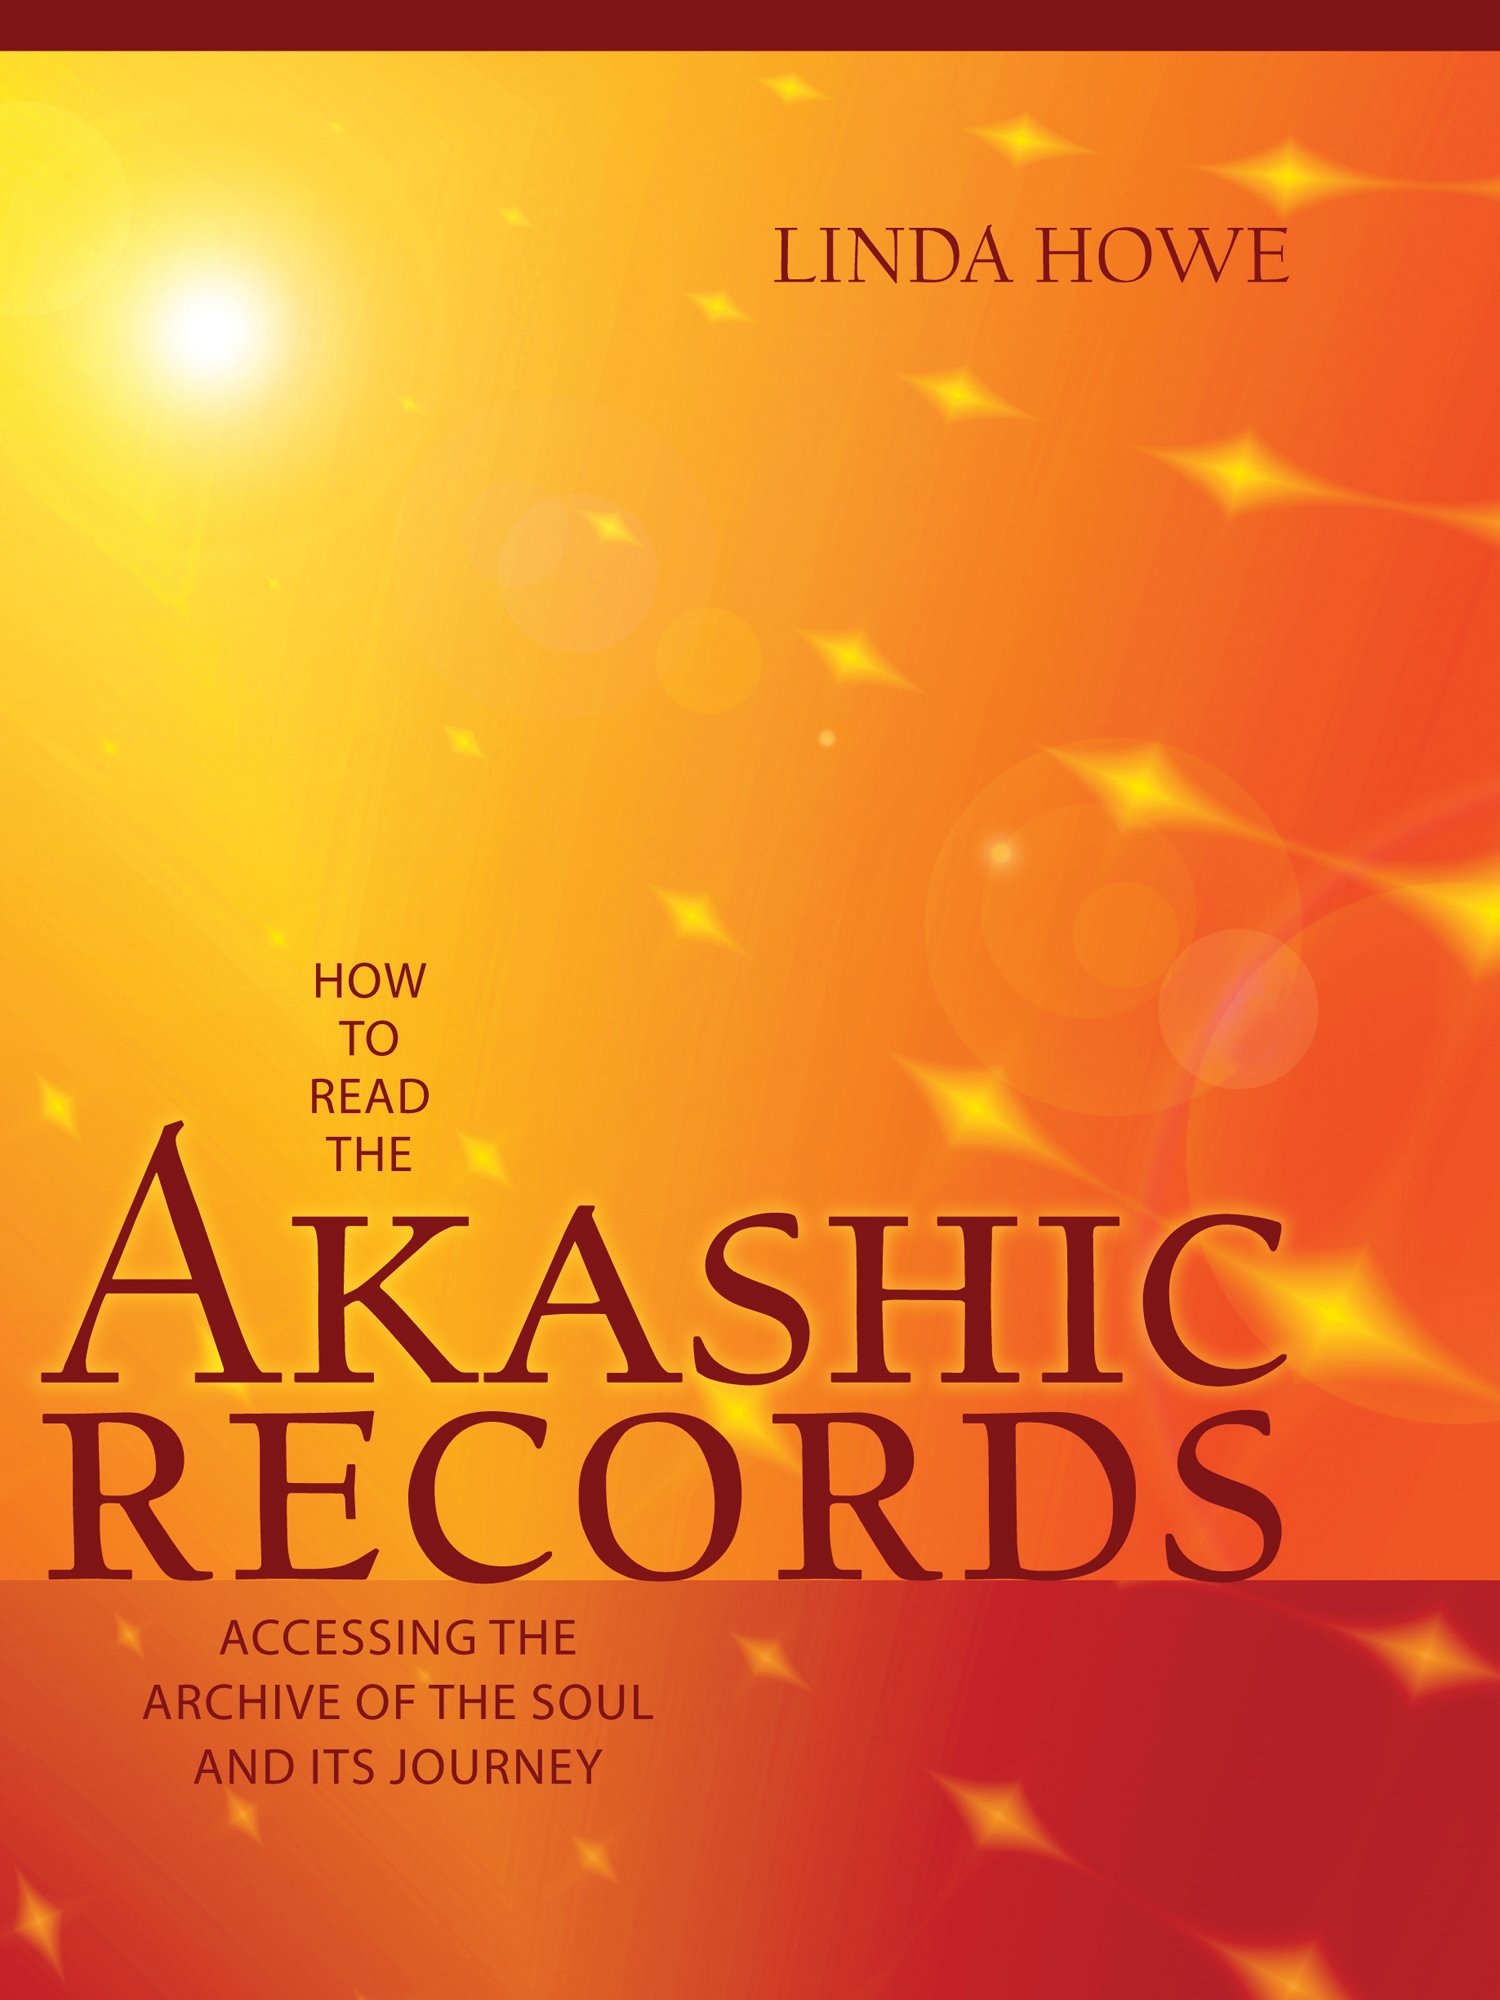 LINDA HOWE
HOW
TO
READ
THE
AKASHIC
RECORDS
ACCESSING THE
ARCHIVE OF THE SOUL
AND ITS JOURNEY